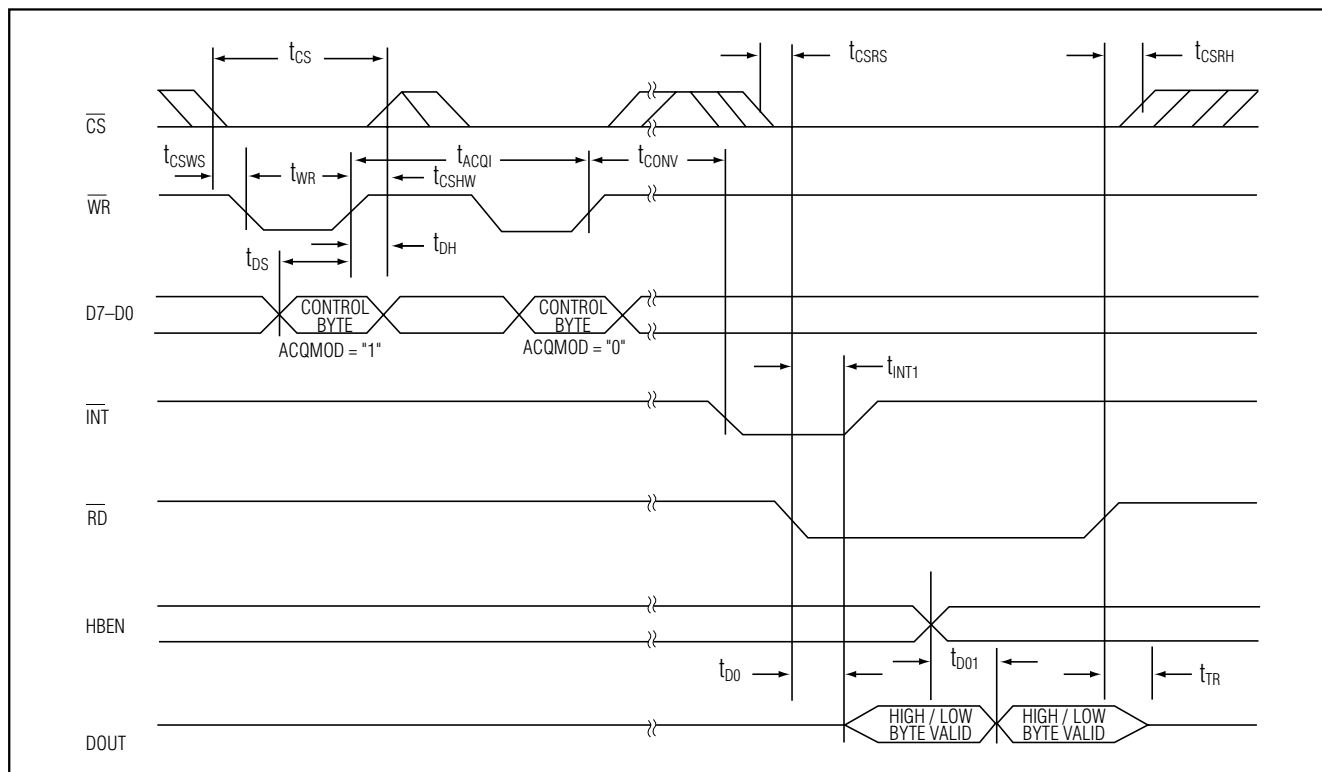 tCS
tCSRS
tCSRH
CS
tCSWS
tWR
tACQI
tCONV
tCSHW
WR
tDH
tDS
D7–D0
CONTROL
BYTE
CONTROL
BYTE
ACQMOD = "1"
ACQMOD = "0"
tINT1
INT
RD
HBEN
tD0
tD01
tTR
HIGH / LOW
BYTE VALID
HIGH / LOW
BYTE VALID
DOUT